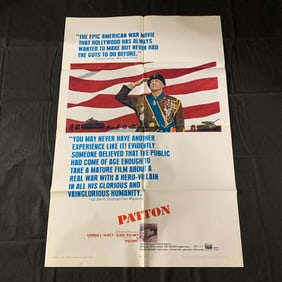 "THE EPIC AMERICAN WAR MOVIE
THAT HOLLYWOOD HAS ALWAYS
WANTED TO MAKE BUT NEVER HAD
THE GUTS TO DO BEFORE."
"YOU MAY NEVER HAVE ANOTHER
EXPERIENCE LIKE IT! EVIDENTLY
SOMEONE BELIEVED THAT THE PUBLIC
HAD COME OF AGE ENOUGH TO
TAKE A MATURE FILM ABOUT A
REAL WAR WITH A HERO-VILLAIN
IN ALL HIS GLORIOUS AND
VAINGLORIOUS HUMANITY."
PATTON